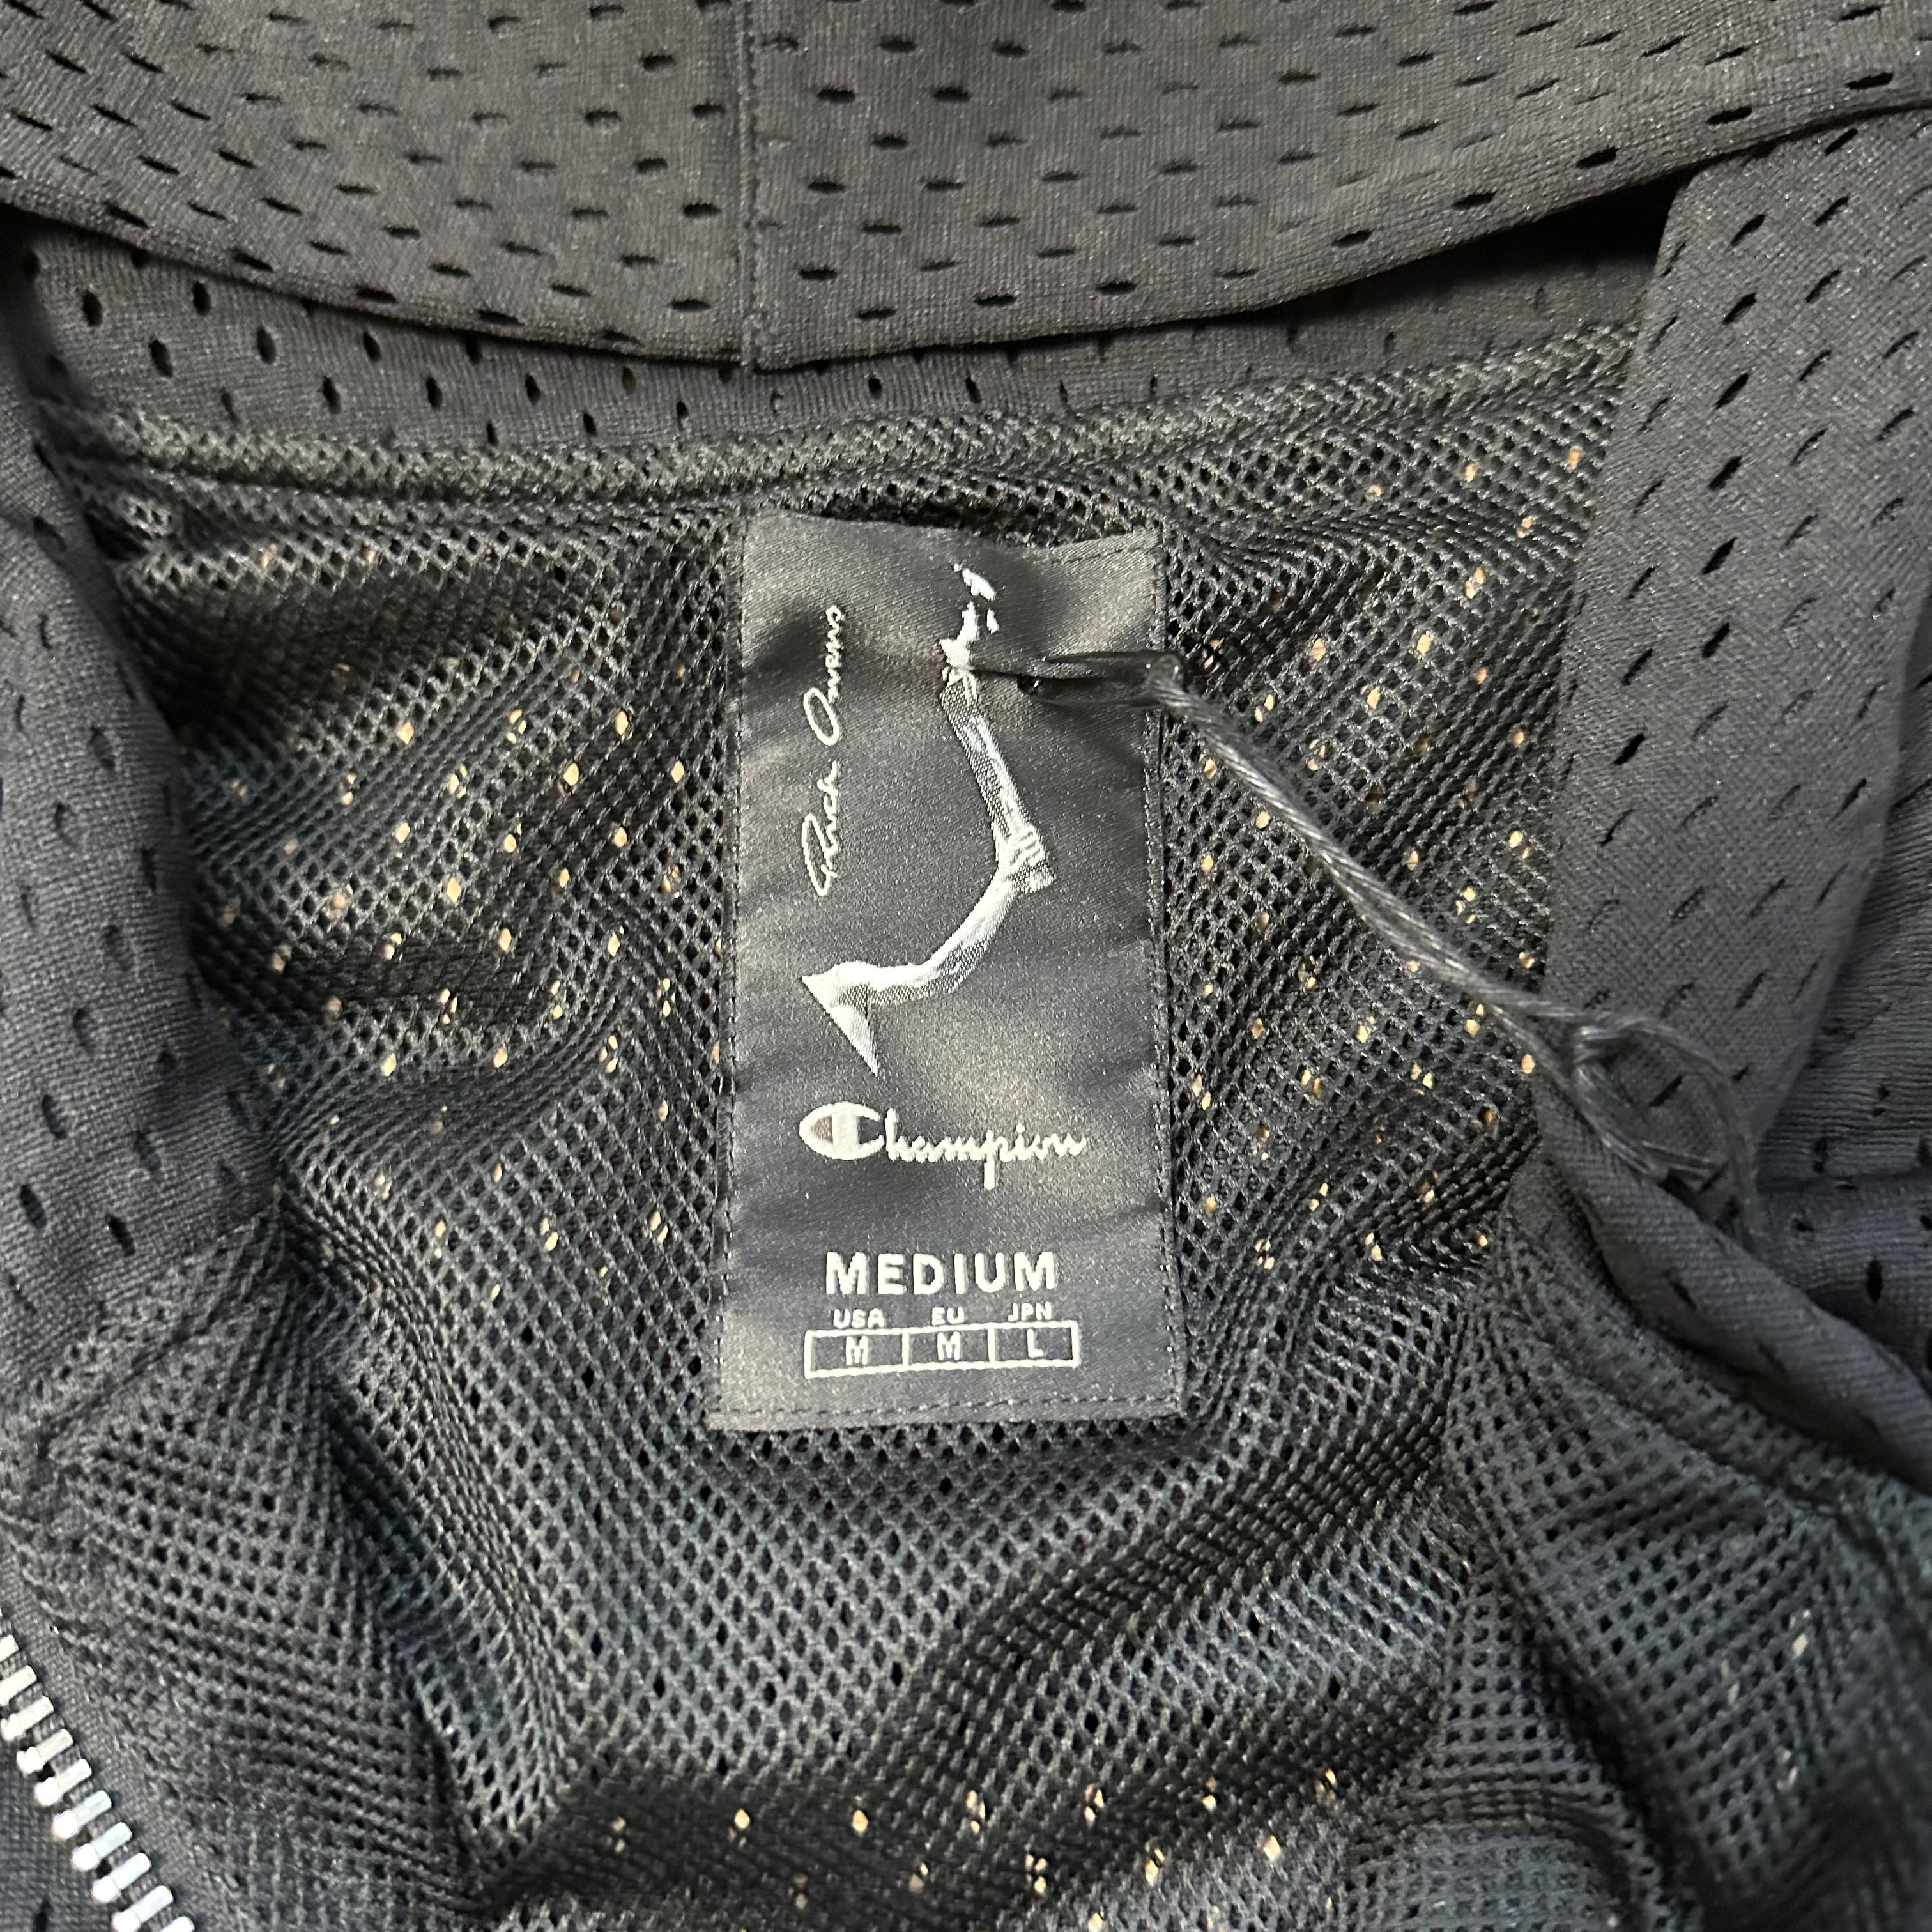 Rick Owens
Champion
MEDIUM
USA EU JPN
M M L